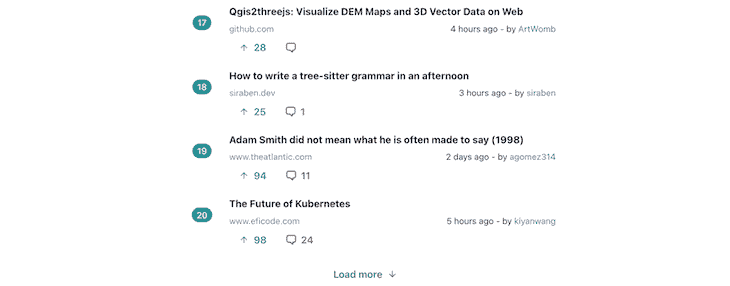 17
Qgis2threejs: Visualize DEM Maps and 3D Vector Data on Web
github.com
4 hours ago - by ArtWomb
28
18
How to write a tree-sitter grammar in an afternoon
siraben.dev
3 hours ago - by siraben
25 1
19
Adam Smith did not mean what he is often made to say (1998)
www.theatlantic.com
2 days ago - by agomez314
94 11
20
The Future of Kubernetes
www.eficode.com
5 hours ago - by kiyanwang
98 24
Load more